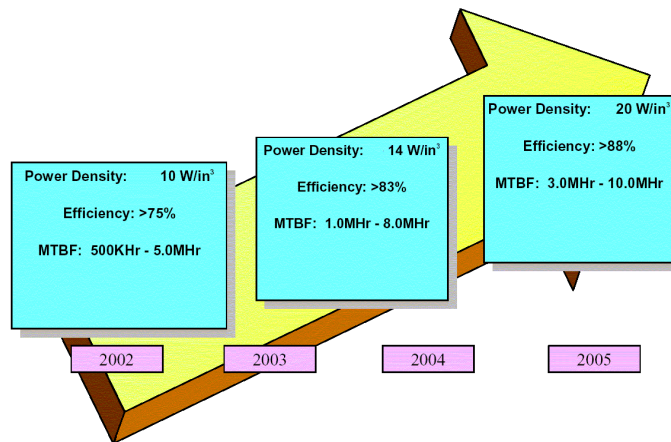 Power Density: 10 W/in³
Efficiency: >75%
MTBF: 500KHr - 5.0MHr
Power Density: 14 W/in³
Efficiency: >83%
MTBF: 1.0MHr - 8.0MHr
Power Density: 20 W/in³
Efficiency: >88%
MTBF: 3.0MHr - 10.0MHr
2002
2003
2004
2005